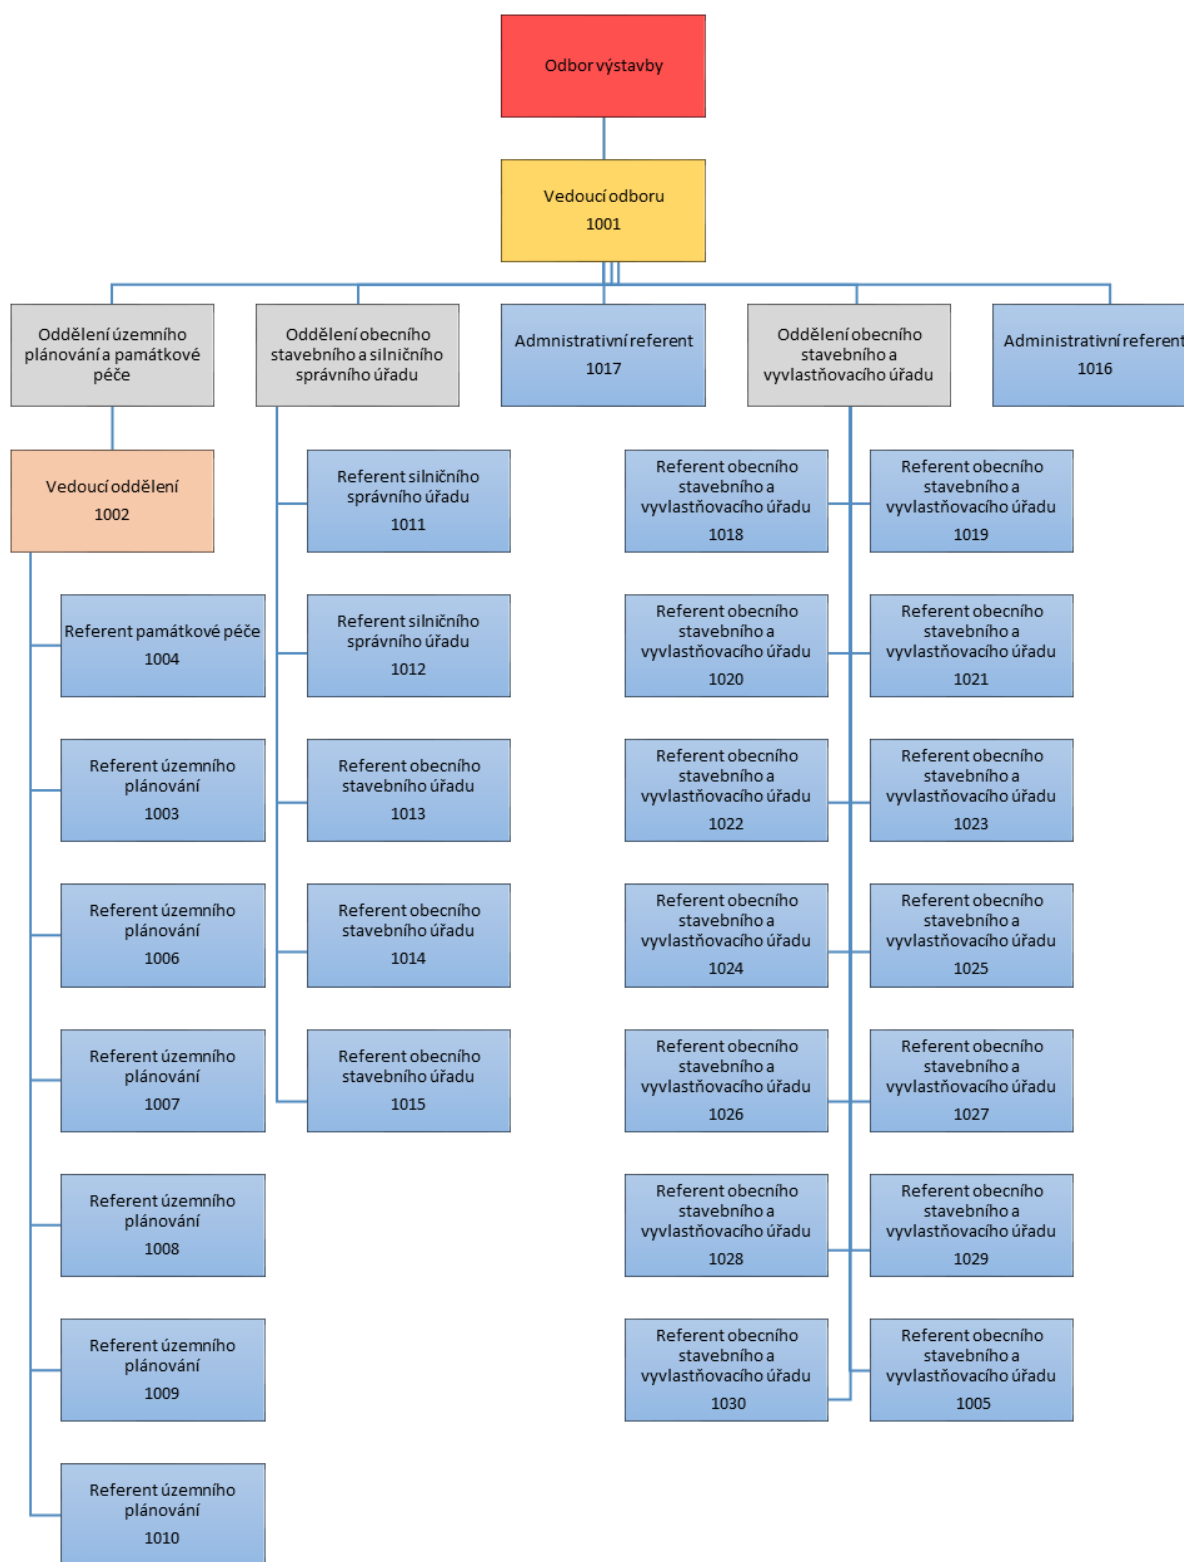 Odbor výstavby
Vedoucí odboru
1001
Oddělení územního
plánování a památkové
péče
Oddělení obecního
stavebního a silničního
správního úřadu
Admnistrativní referent
1017
Oddělení obecního
stavebního a
vyvlastňovacího úřadu
Administrativní referent
1016
Vedoucí oddělení
1002
Referent silničního
správního úřadu
1011
Referent obecního
stavebního a
vyvlastňovacího úřadu
1018
Referent obecního
stavebního a
vyvlastňovacího úřadu
1019
Referent památkové péče
1004
Referent silničního
správního úřadu
1012
Referent obecního
stavebního a
vyvlastňovacího úřadu
1020
Referent obecního
stavebního a
vyvlastňovacího úřadu
1021
Referent územního
plánování
1003
Referent obecního
stavebního úřadu
1013
Referent obecního
stavebního a
vyvlastňovacího úřadu
1022
Referent obecního
stavebního a
vyvlastňovacího úřadu
1023
Referent územního
plánování
1006
Referent obecního
stavebního úřadu
1014
Referent obecního
stavebního a
vyvlastňovacího úřadu
1024
Referent obecního
stavebního a
vyvlastňovacího úřadu
1025
Referent územního
plánování
1007
Referent obecního
stavebního úřadu
1015
Referent obecního
stavebního a
vyvlastňovacího úřadu
1026
Referent obecního
stavebního a
vyvlastňovacího úřadu
1027
Referent územního
plánování
1008
Referent obecního
stavebního a
vyvlastňovacího úřadu
1028
Referent obecního
stavebního a
vyvlastňovacího úřadu
1029
Referent územního
plánování
1009
Referent obecního
stavebního a
vyvlastňovacího úřadu
1030
Referent obecního
stavebního a
vyvlastňovacího úřadu
1005
Referent územního
plánování
1010